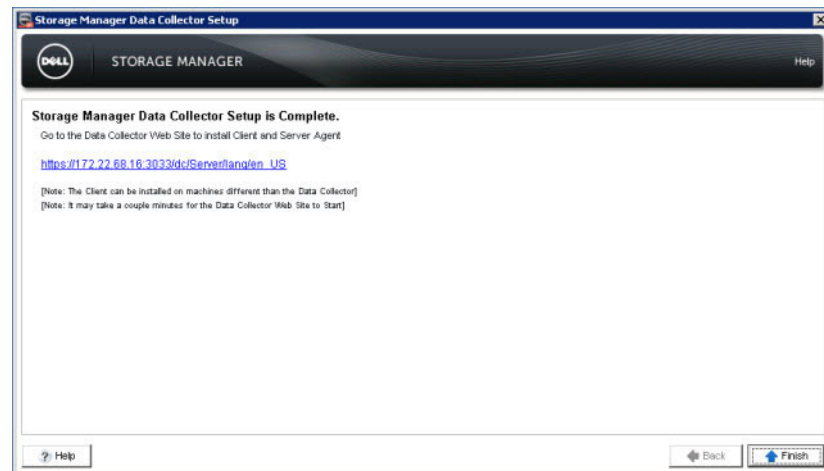 Storage Manager Data Collector Setup
DELL
STORAGE MANAGER
Help
Storage Manager Data Collector Setup is Complete.
Go to the Data Collector Web Site to install Client and Server Agent
https://172.22.68.16:3033/dc/Server/lang/en_US
[Note: The Client can be installed on machines different than the Data Collector]
[Note: It may take a couple minutes for the Data Collector Web Site to Start]
? Help
Back
Finish